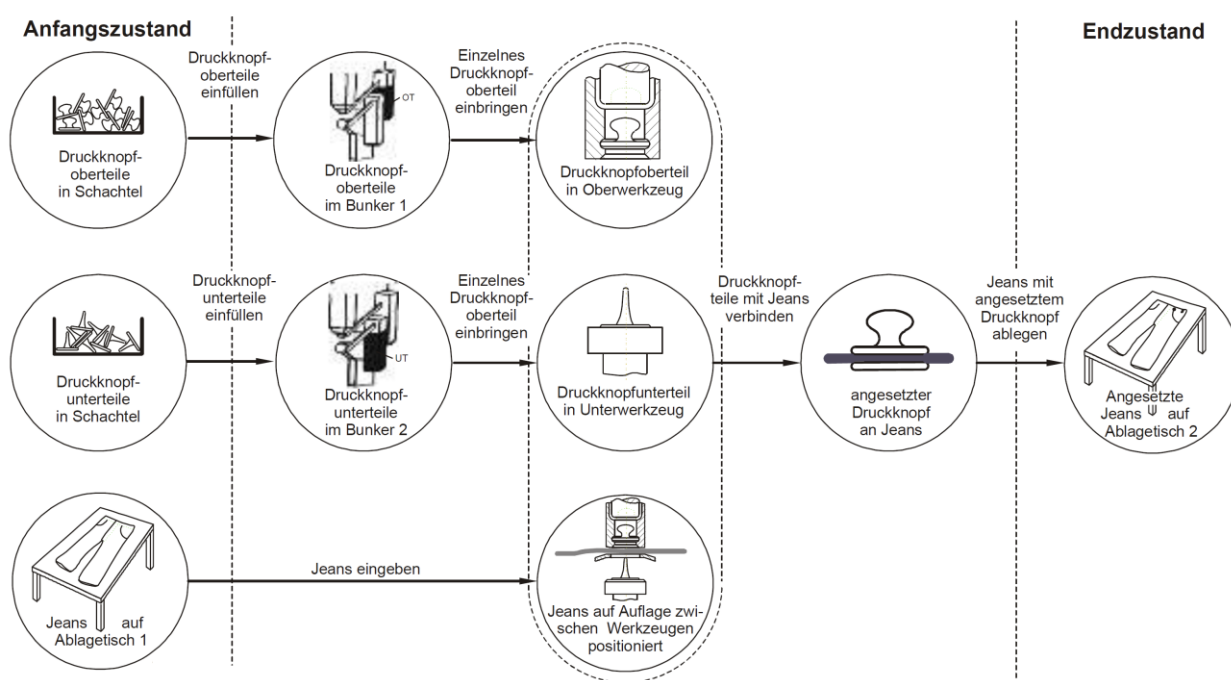 Anfangszustand
Endzustand
Druckknopf-
oberteile
einfüllen
Einzelnes
Druckknopf-
oberteil
einbringen
OT
Druckknopf-
oberteile
in Schachtel
Druckknopf-
oberteile
im Bunker 1
Druckknopfoberteil
in Oberwerkzeug
Druckknopf-
unterteile
einfüllen
Einzelnes
Druckknopf-
oberteil
einbringen
Druckknopf-
teile mit Jeans
verbinden
Jeans mit
angesetztem
Druckknopf
ablegen
UT
Druckknopf-
unterteile
in Schachtel
Druckknopf-
unterteile
im Bunker 2
Druckknopfunterteil
in Unterwerkzeug
angesetzter
Druckknopf
an Jeans
Angesetzte
Jeans auf
Ablagetisch 2
Jeans eingeben
Jeans auf
Ablagetisch 1
Jeans auf Auflage zwi-
schen Werkzeugen
positioniert